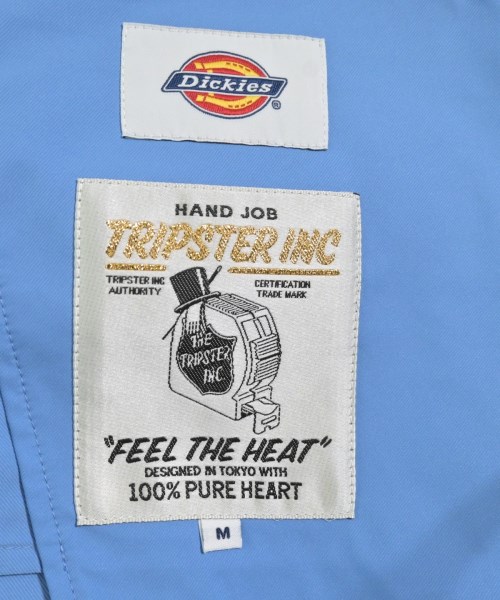 Dickies
®
HAND JOB
TRIPSTER INC
TRIPSTER INC
AUTHORITY
CERTIFICATION
TRADE MARK
THE
TRIPSTER
INC.
"FEEL THE HEAT"
DESIGNED IN TOKYO WITH
100% PURE HEART
M